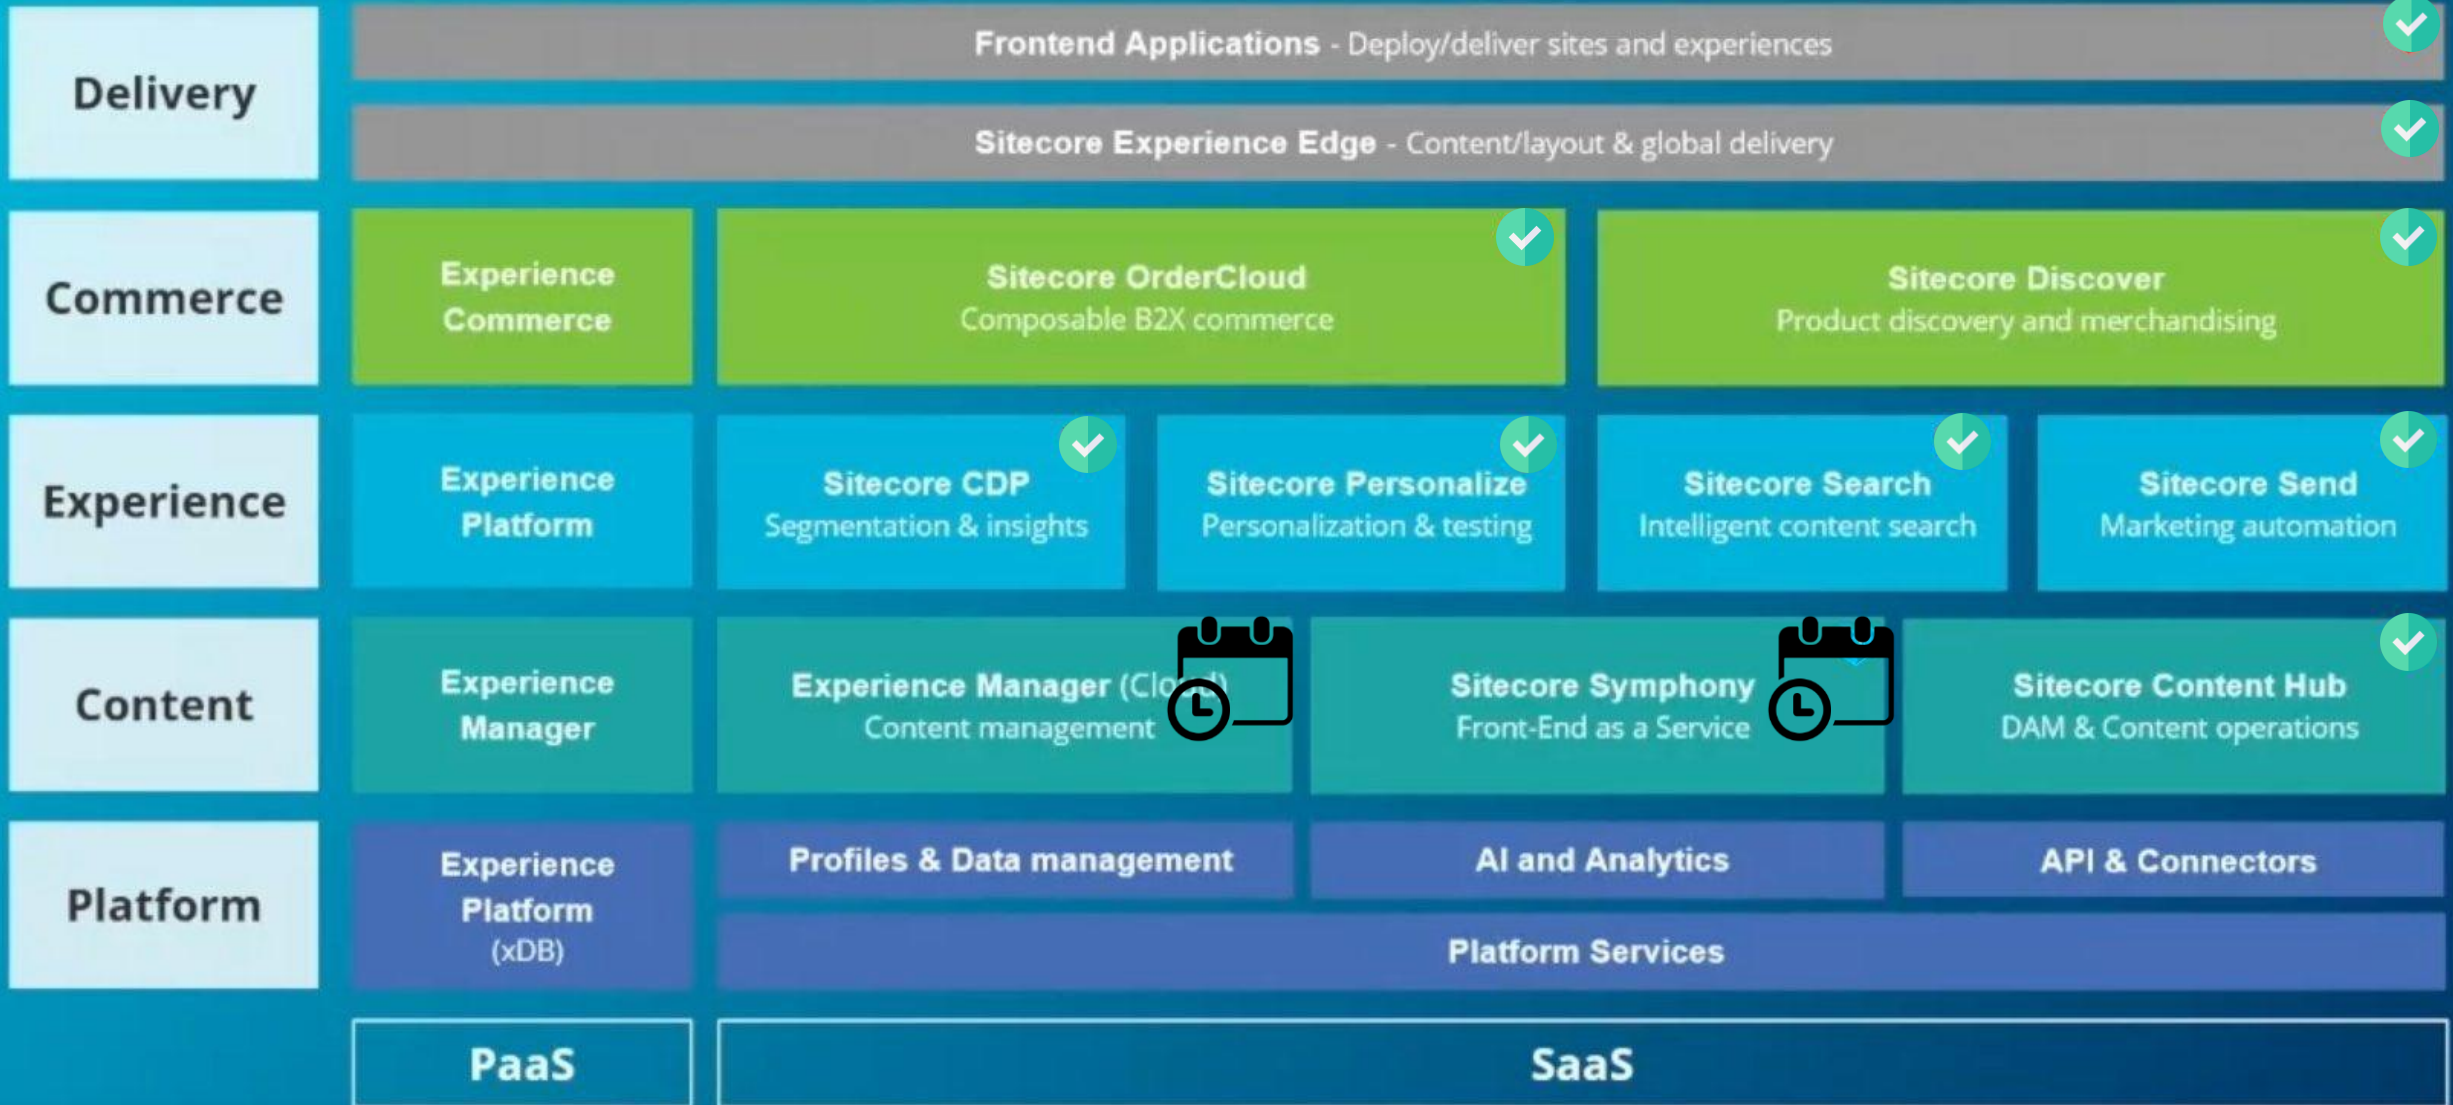 Delivery
Frontend Applications - Deploy/deliver sites and experiences
Sitecore Experience Edge - Content/layout & global delivery
Commerce
Experience
Commerce
Sitecore OrderCloud
Composable B2X commerce
Sitecore Discover
Product discovery and merchandising
Experience
Experience
Platform
Sitecore CDP
Segmentation & insights
Sitecore Personalize
Personalization & testing
Sitecore Search
Intelligent content search
Sitecore Send
Marketing automation
Content
Experience
Manager
Experience Manager (Cloud)
Content management
Sitecore Symphony
Front-End as a Service
Sitecore Content Hub
DAM & Content operations
Platform
Experience
Platform
(xDB)
Profiles & Data management
AI and Analytics
API & Connectors
Platform Services
PaaS
SaaS